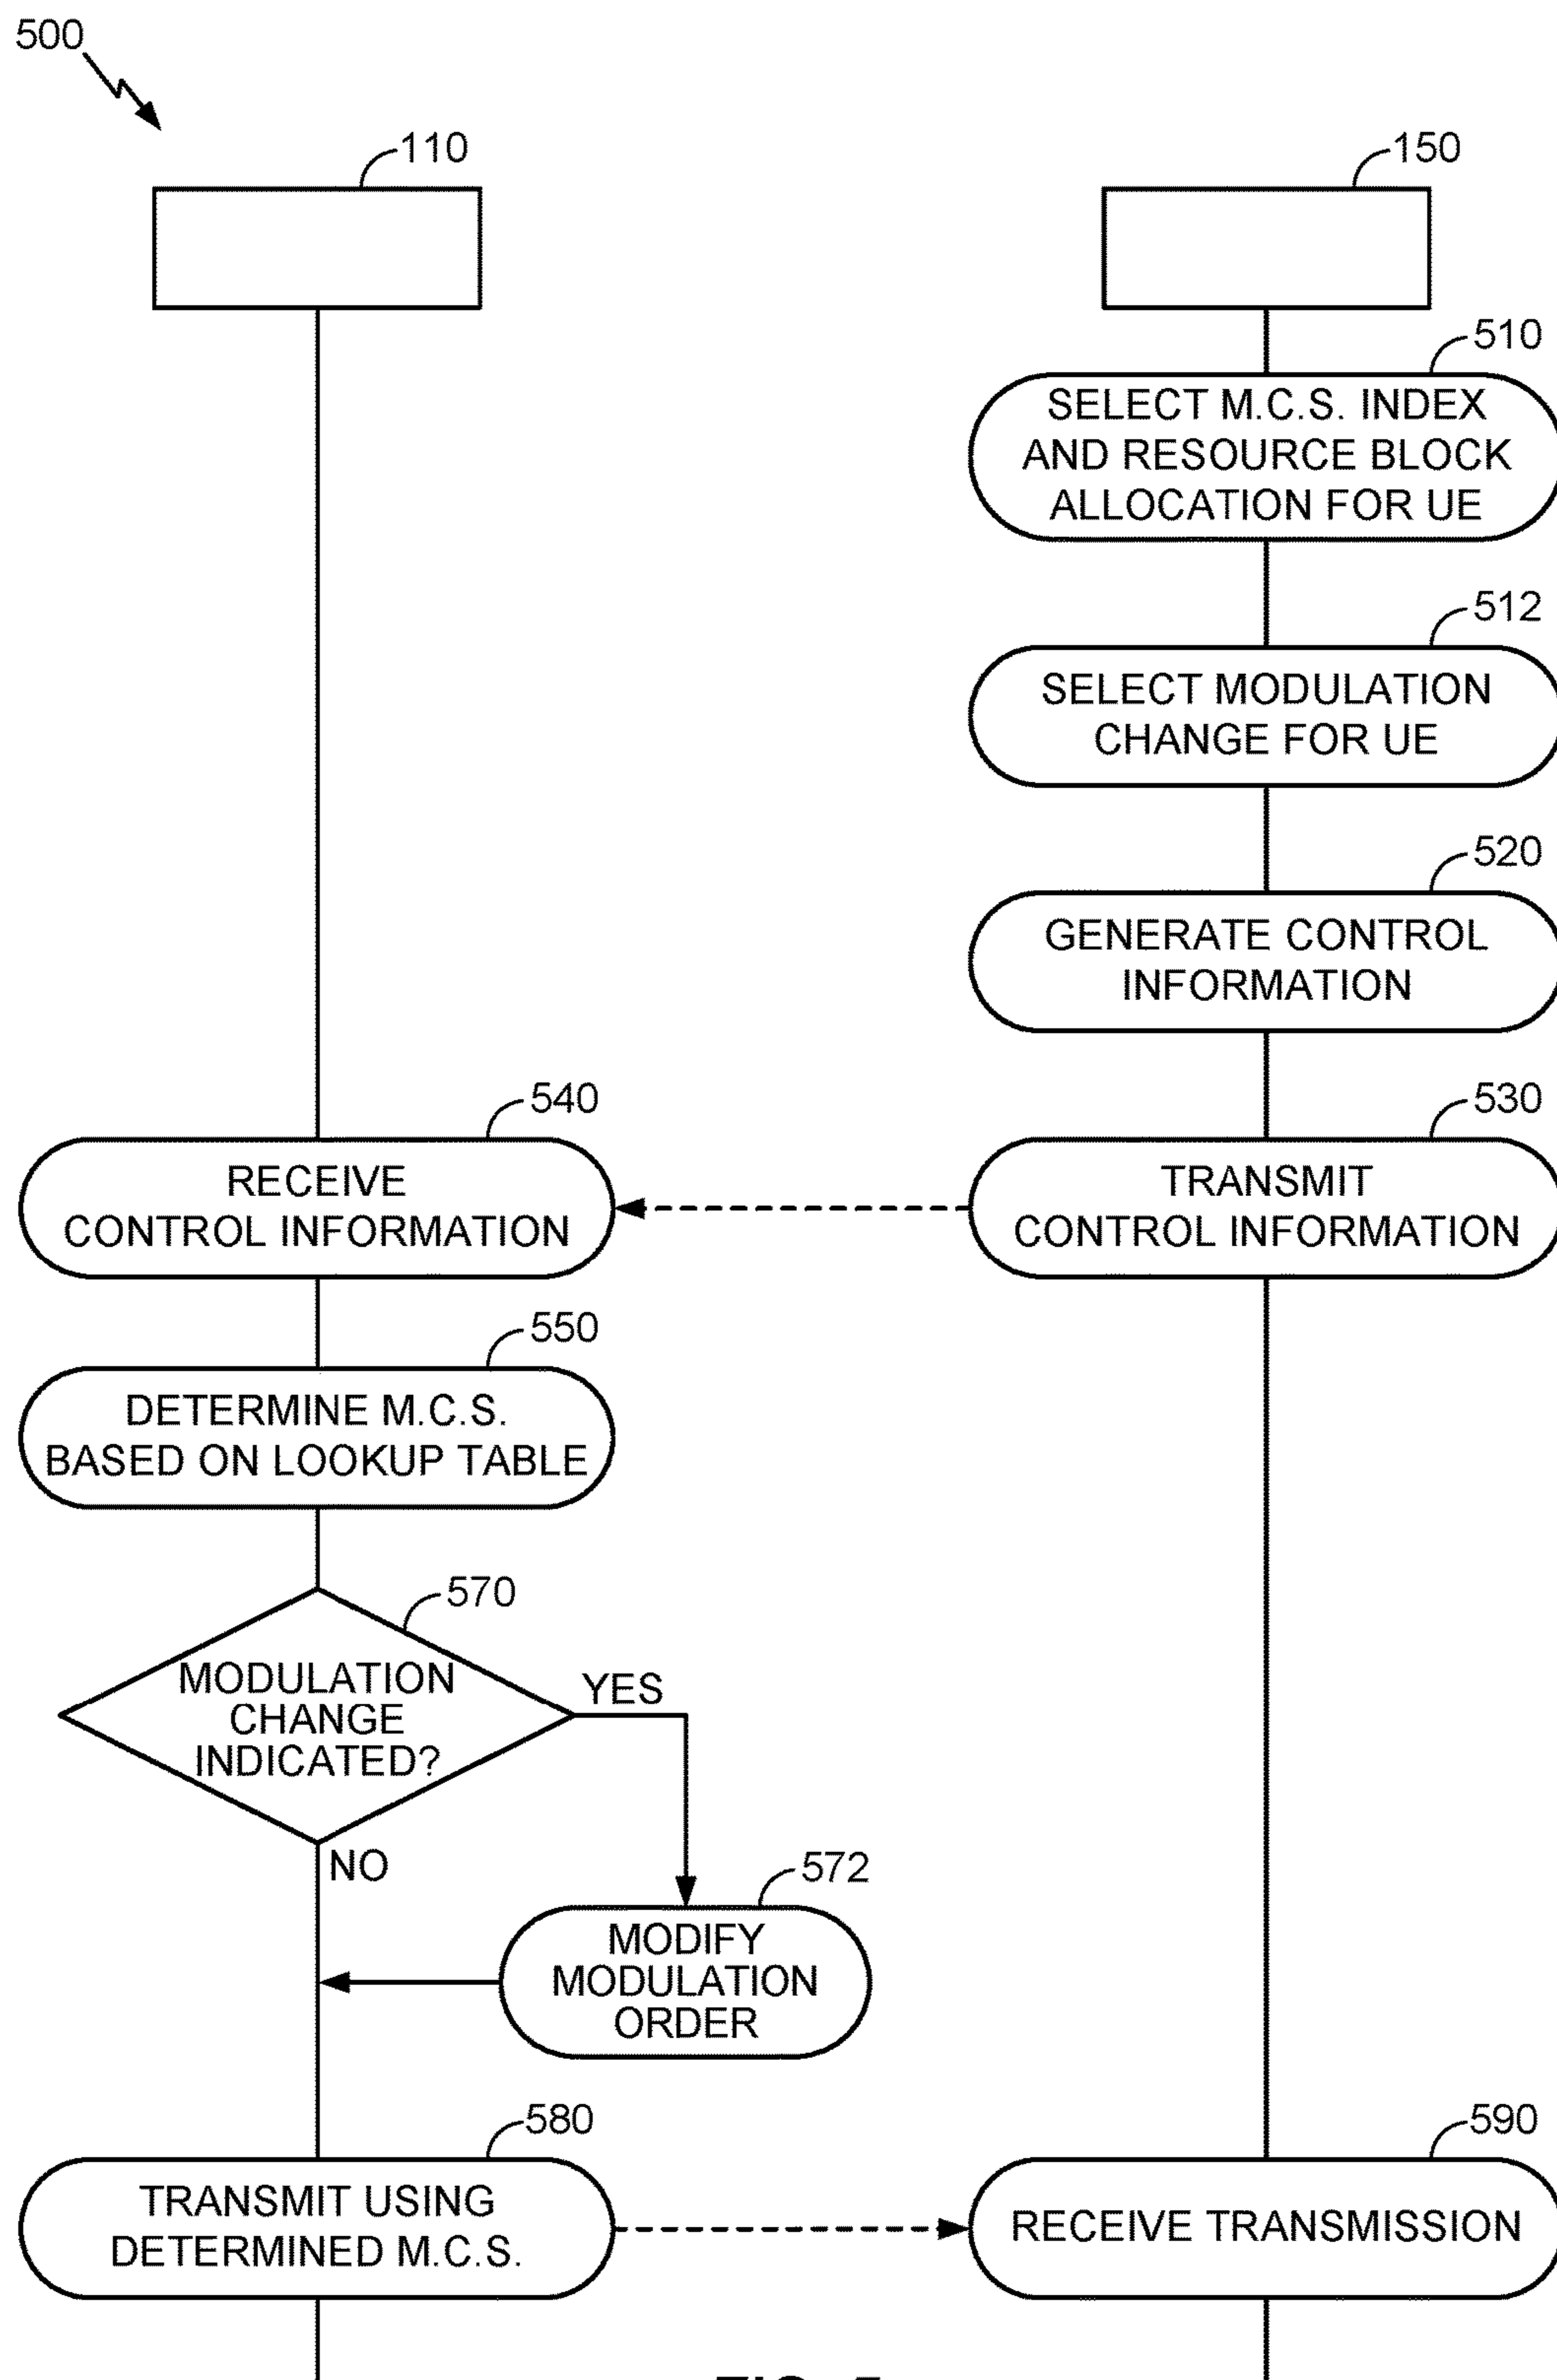 500
110
150
510
SELECT M.C.S. INDEX
AND RESOURCE BLOCK
ALLOCATION FOR UE
512
SELECT MODULATION
CHANGE FOR UE
520
GENERATE CONTROL
INFORMATION
540
RECEIVE
CONTROL INFORMATION
530
TRANSMIT
CONTROL INFORMATION
550
DETERMINE M.C.S.
BASED ON LOOKUP TABLE
570
MODULATION
CHANGE
INDICATED?
YES
NO
572
MODIFY
MODULATION
ORDER
580
TRANSMIT USING
DETERMINED M.C.S.
590
RECEIVE TRANSMISSION